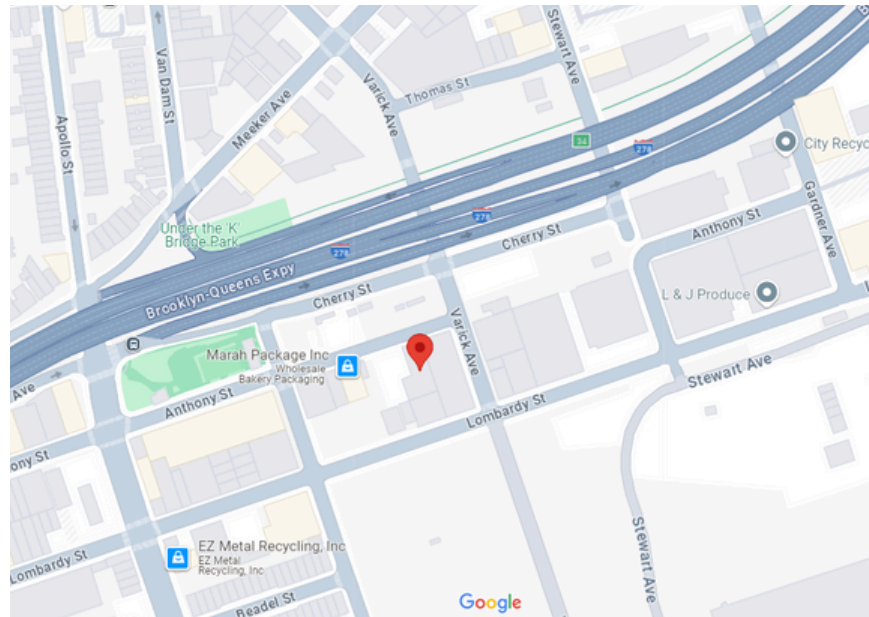 Van Dam St
Apollo St
Meeker Ave
Varick Ave
Stewart Ave
Thomas St
34
278
City Recyc
Gardner Ave
Under the 'K'
Bridge Park
278
278
Cherry St
Anthony St
Brooklyn-Queens Expy
Cherry St
L & J Produce
Varick Ave
Marah Package Inc
Wholesale
Bakery Packaging
Ave
Anthony St
Stewart Ave
Lombardy St
ony St
Stewart Ave
EZ Metal Recycling, Inc
EZ Metal
Recycling, Inc
Lombardy St
Beadel St
Google